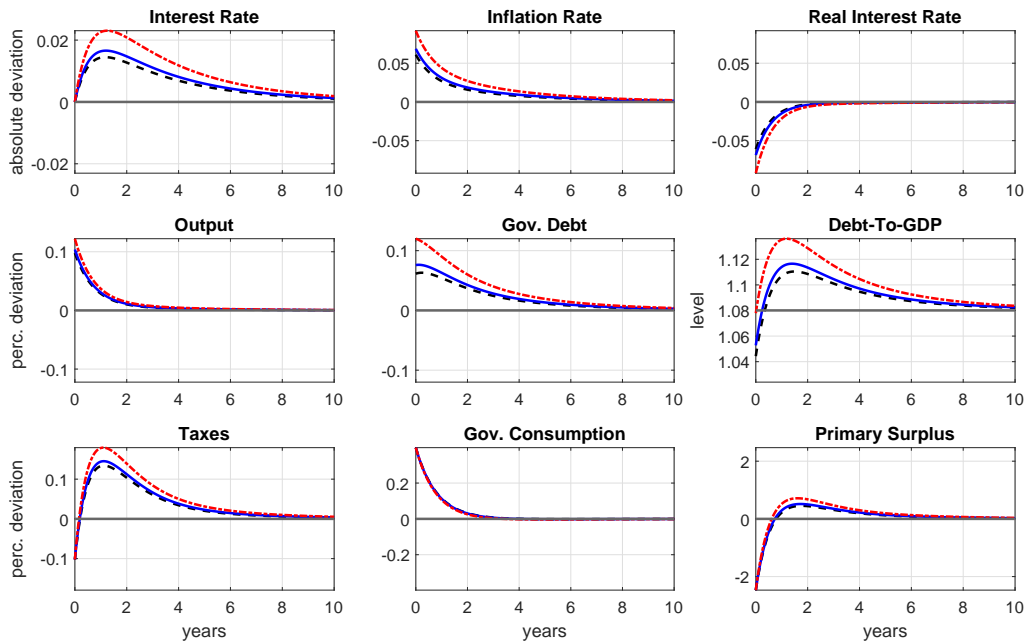 Interest Rate
absolute deviation
0.02
0
-0.02
0 2 4 6 8 10
Inflation Rate
0.05
0
-0.05
0 2 4 6 8 10
Real Interest Rate
0.05
0
-0.05
0 2 4 6 8 10
Output
perc. deviation
0.1
0
-0.1
0 2 4 6 8 10
Gov. Debt
0.1
0
-0.1
0 2 4 6 8 10
Debt-To-GDP
level
1.12
1.1
1.08
1.06
1.04
0 2 4 6 8 10
Taxes
perc. deviation
0.1
0
-0.1
0 2 4 6 8 10
years
Gov. Consumption
0.2
0
-0.2
0 2 4 6 8 10
years
Primary Surplus
2
0
-2
0 2 4 6 8 10
years